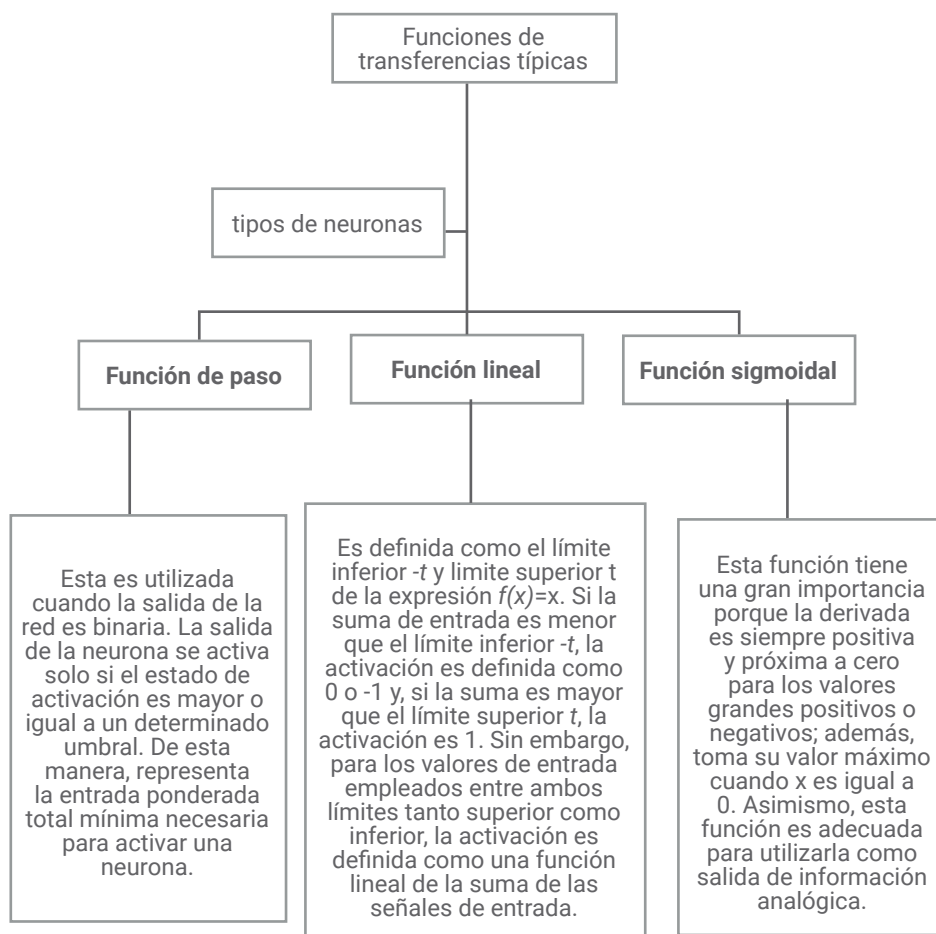 Funciones de
transferencias típicas
tipos de neuronas
Función de paso
Función lineal
Función sigmoidal
Esta es utilizada
cuando la salida de la
red es binaria. La salida
de la neurona se activa
solo si el estado de
activación es mayor o
igual a un determinado
umbral. De esta
manera, representa
la entrada ponderada
total mínima necesaria
para activar una
neurona.
Es definida como el límite
inferior -t y limite superior t
de la expresión f(x)=x. Si la
suma de entrada es menor
que el límite inferior -t, la
activación es definida como
0 o -1 y, si la suma es mayor
que el límite superior t, la
activación es 1. Sin embargo,
para los valores de entrada
empleados entre ambos
límites tanto superior como
inferior, la activación es
definida como una función
lineal de la suma de las
señales de entrada.
Esta función tiene
una gran importancia
porque la derivada
es siempre positiva
y próxima a cero
para los valores
grandes positivos o
negativos; además,
toma su valor máximo
cuando x es igual a
0. Asimismo, esta
función es adecuada
para utilizarla como
salida de información
analógica.